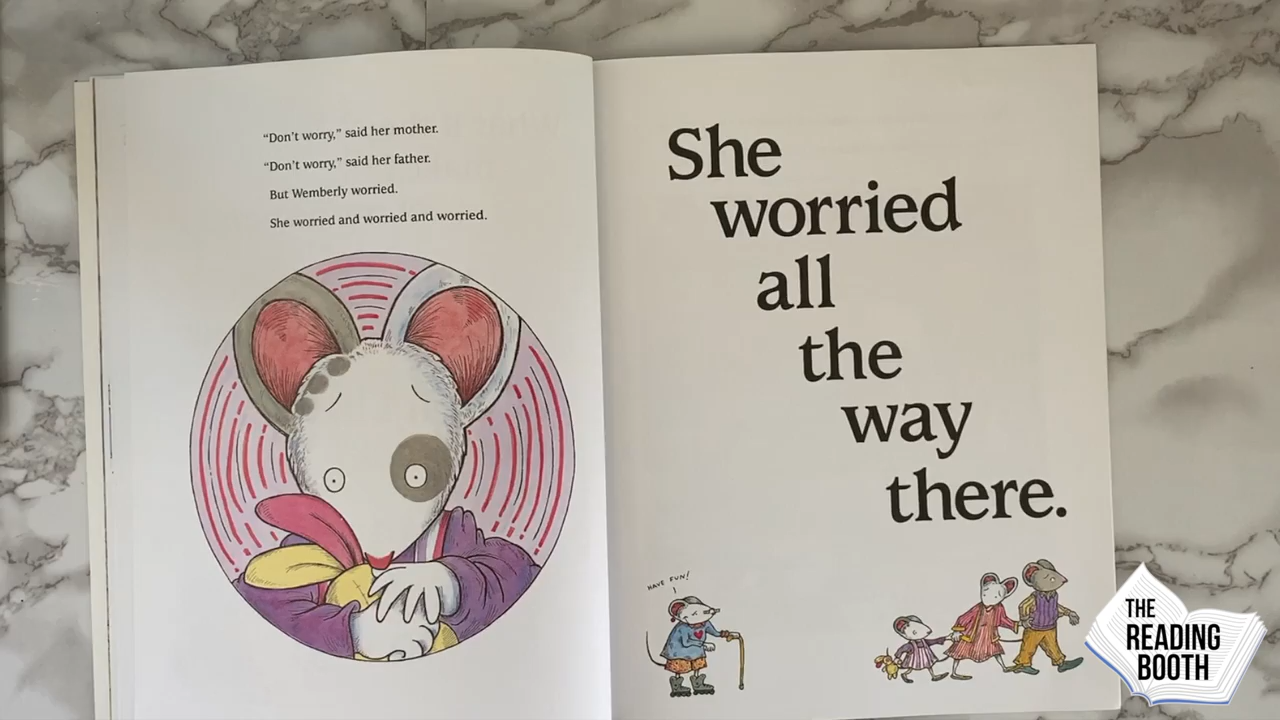 “Don’t worry,” said her mother.
“Don’t worry,” said her father.
But Wemberly worried.
She worried and worried and worried.
She
worried
all
the
way
there.
HAVE FUN!
THE
READING
BOOTH